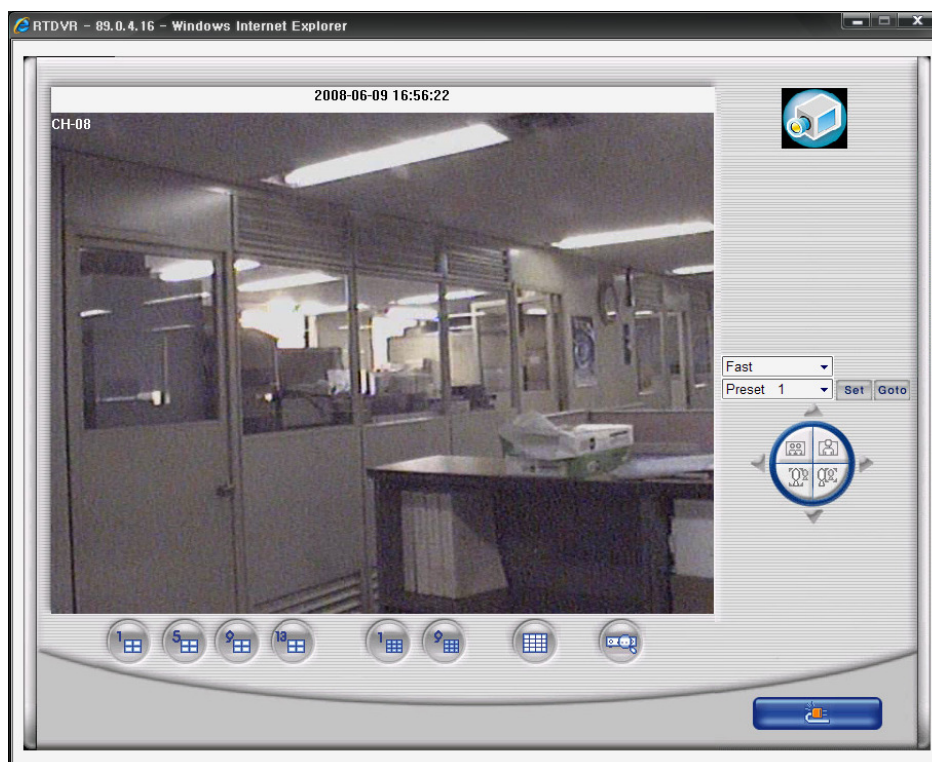 RTDVR - 89.0.4.16 - Windows Internet Explorer
2008-06-09 16:56:22
CH-08
Fast
Preset 1 Set Goto
1 5 9 13 1 9